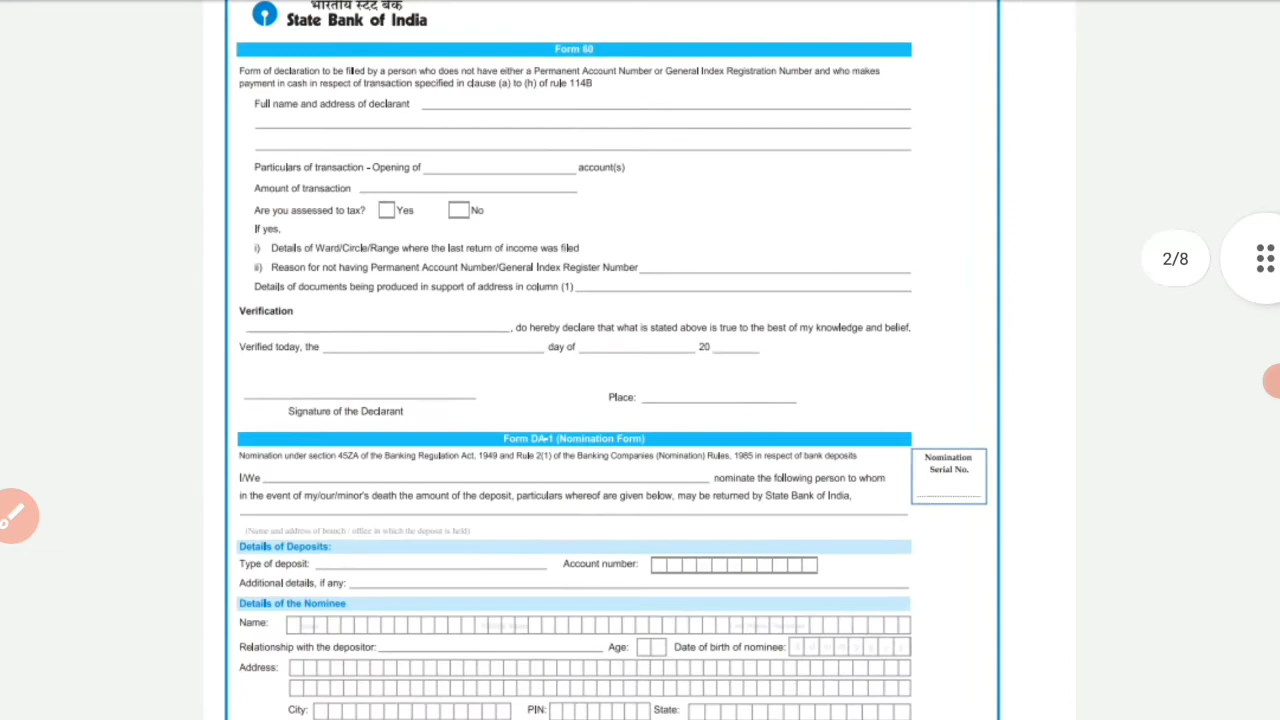 भारतीय स्टेट बैंक
State Bank of India
Form 60
Form of declaration to be filled by a person who does not have either a Permanent Account Number or General Index Registration Number and who makes
payment in cash in respect of transaction specified in clause (a) to (h) of rule 114B
Full name and address of declarant
Particulars of transaction - Opening of account(s)
Amount of transaction
Are you assessed to tax? Yes No
If yes,
i) Details of Ward/Circle/Range where the last return of income was filed
ii) Reason for not having Permanent Account Number/General Index Register Number
Details of documents being produced in support of address in column (1)
Verification
, do hereby declare that what is stated above is true to the best of my knowledge and belief.
Verified today, the day of 20
Place:
Signature of the Declarant
Form DA-1 (Nomination Form)
Nomination under section 45ZA of the Banking Regulation Act, 1949 and Rule 2(1) of the Banking Companies (Nomination) Rules, 1985 in respect of bank deposits
Nomination
Serial No.
I/We nominate the following person to whom
in the event of my/our/minor's death the amount of the deposit, particulars whereof are given below, may be returned by State Bank of India,
(Name and address of branch / office in which the deposit is held)
Details of Deposits:
Type of deposit: Account number:
Additional details, if any:
Details of the Nominee
Name:
Relationship with the depositor: Age: Date of birth of nominee:
Address:
City: PIN: State:
2/8